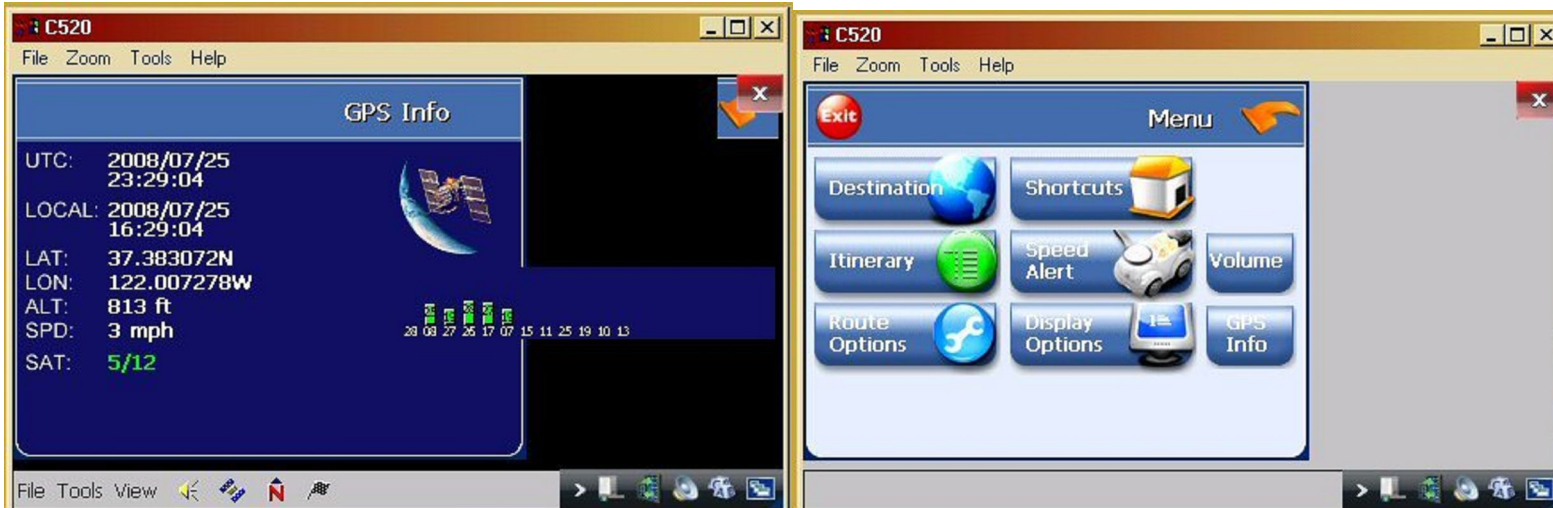 C520
File Zoom Tools Help
GPS Info
UTC: 2008/07/25
23:29:04
LOCAL: 2008/07/25
16:29:04
LAT: 37.383072N
LON: 122.007278W
ALT: 813 ft
SPD: 3 mph
28 08 27 26 17 07 15 11 25 19 10 13
SAT: 5/12
File Tools View
N
C520
File Zoom Tools Help
Exit
Menu
Destination
Shortcuts
Itinerary
Speed
Alert
Volume
Route
Options
Display
Options
GPS
Info